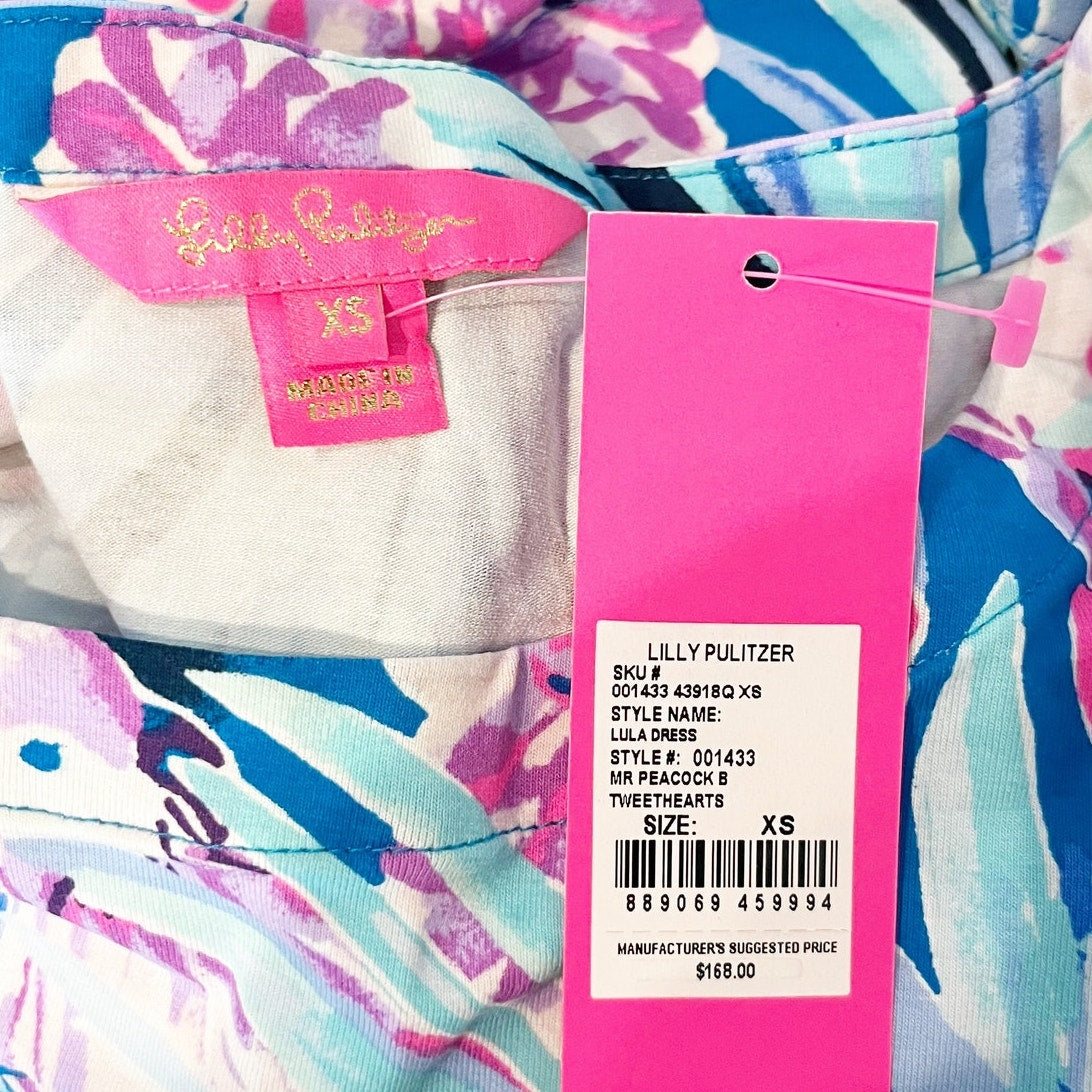 Lilly Pulitzer
XS
MADE IN
CHINA
LILLY PULITZER
SKU #
001433 43918Q XS
STYLE NAME:
LULA DRESS
STYLE #: 001433
MR PEACOCK B
TWEETHEARTS
SIZE: XS
889069 459994
MANUFACTURER'S SUGGESTED PRICE
$168.00